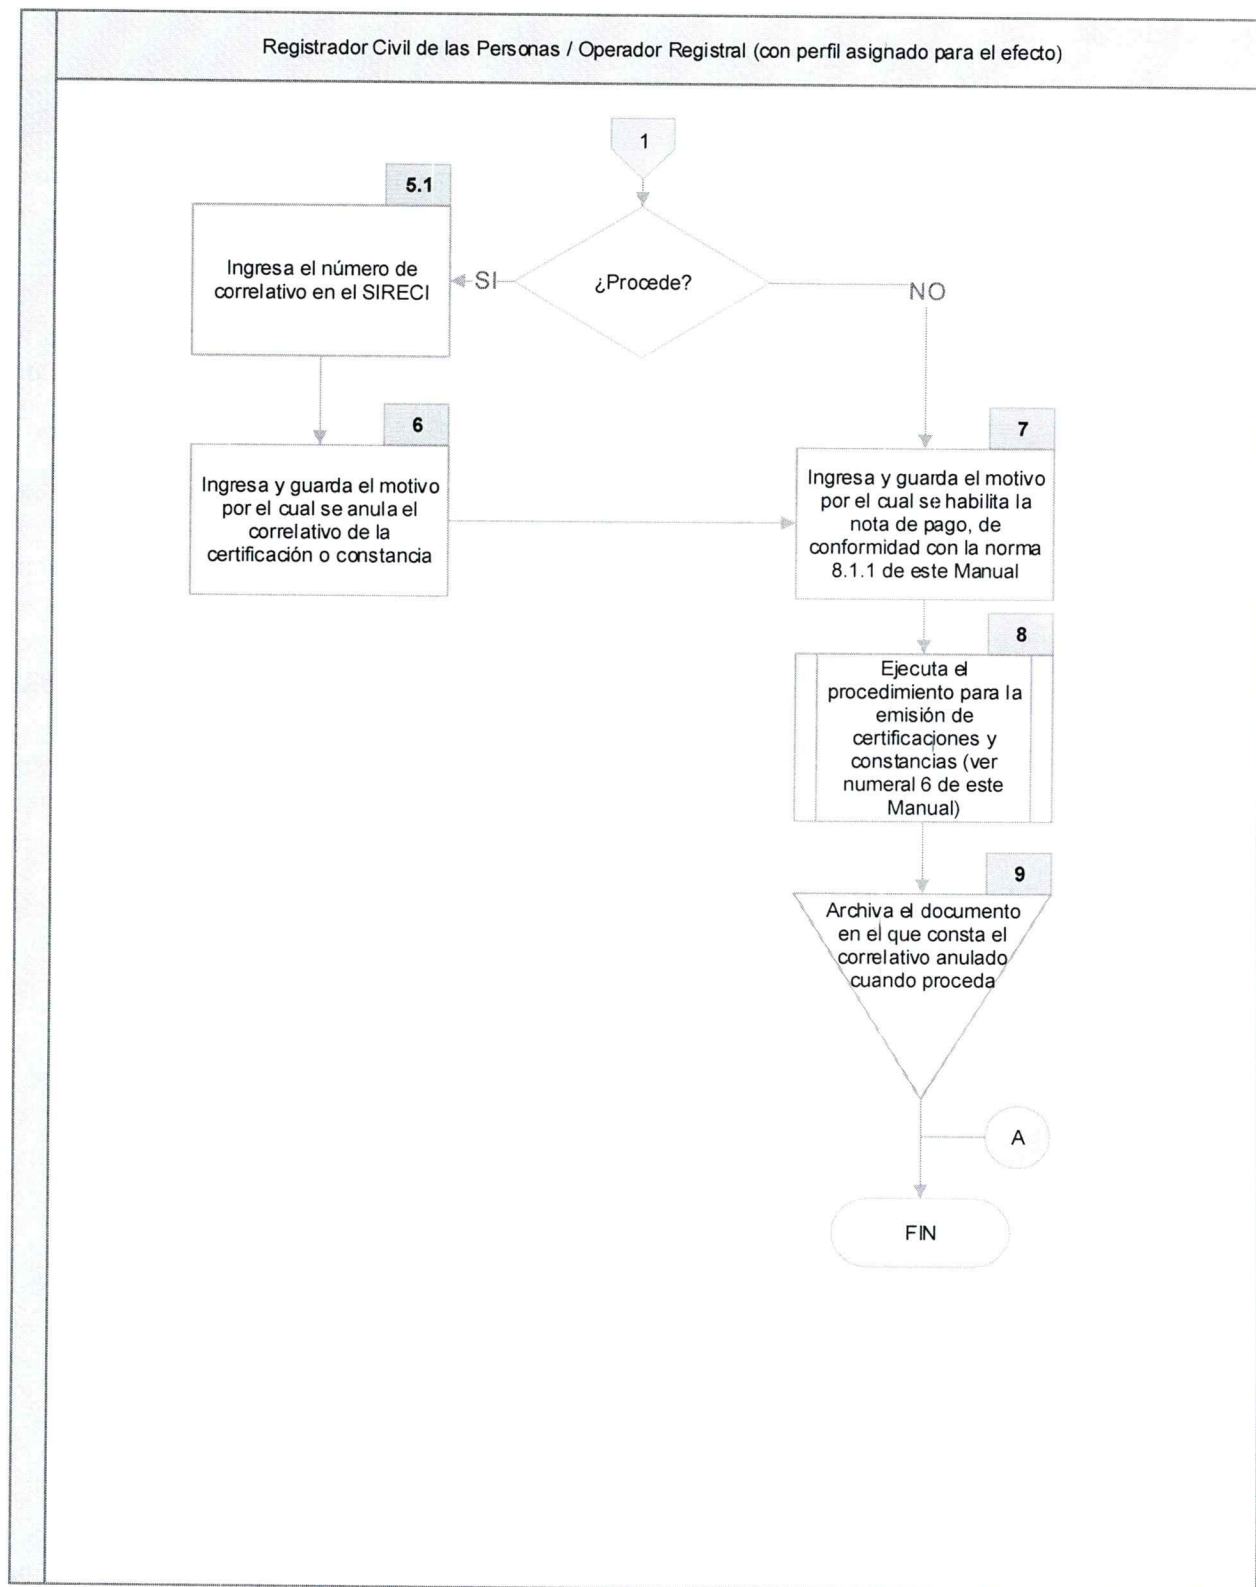 Registrador Civil de las Personas / Operador Registral (con perfil asignado para el efecto)
1
5.1
Ingresa el número de
correlativo en el SIRECI
SI
¿Procede?
NO
6
Ingresa y guarda el motivo
por el cual se anula el
correlativo de la
certificación o constancia
7
Ingresa y guarda el motivo
por el cual se habilita la
nota de pago, de
conformidad con la norma
8.1.1 de este Manual
8
Ejecuta el
procedimiento para la
emisión de
certificaciones y
constancias (ver
numeral 6 de este
Manual)
9
Archiva el documento
en el que consta el
correlativo anulado
cuando proceda
A
FIN